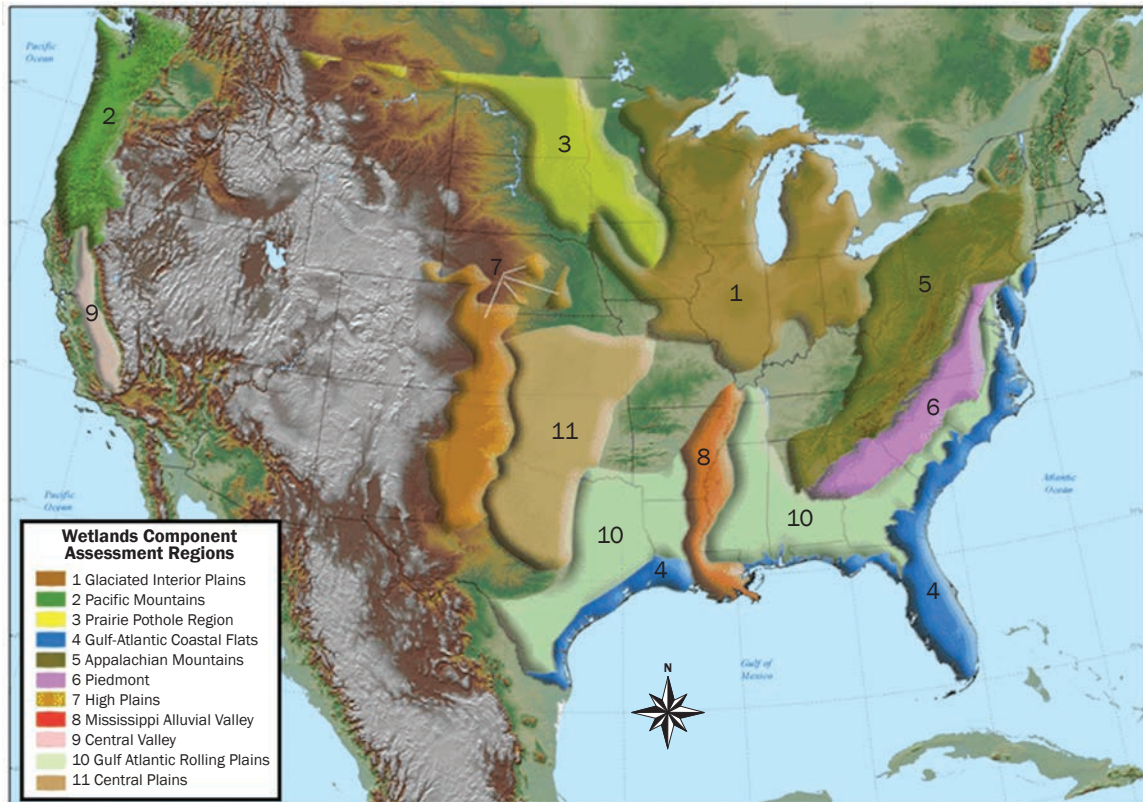 Pacific
Ocean
2
3
7
1
5
9
6
11
8
10
10
4
4
Pacific
Ocean
Atlantic
Ocean
Gulf of
Mexico
N
Wetlands Component
Assessment Regions
1 Glaciated Interior Plains
2 Pacific Mountains
3 Prairie Pothole Region
4 Gulf-Atlantic Coastal Flats
5 Appalachian Mountains
6 Piedmont
7 High Plains
8 Mississippi Alluvial Valley
9 Central Valley
10 Gulf Atlantic Rolling Plains
11 Central Plains